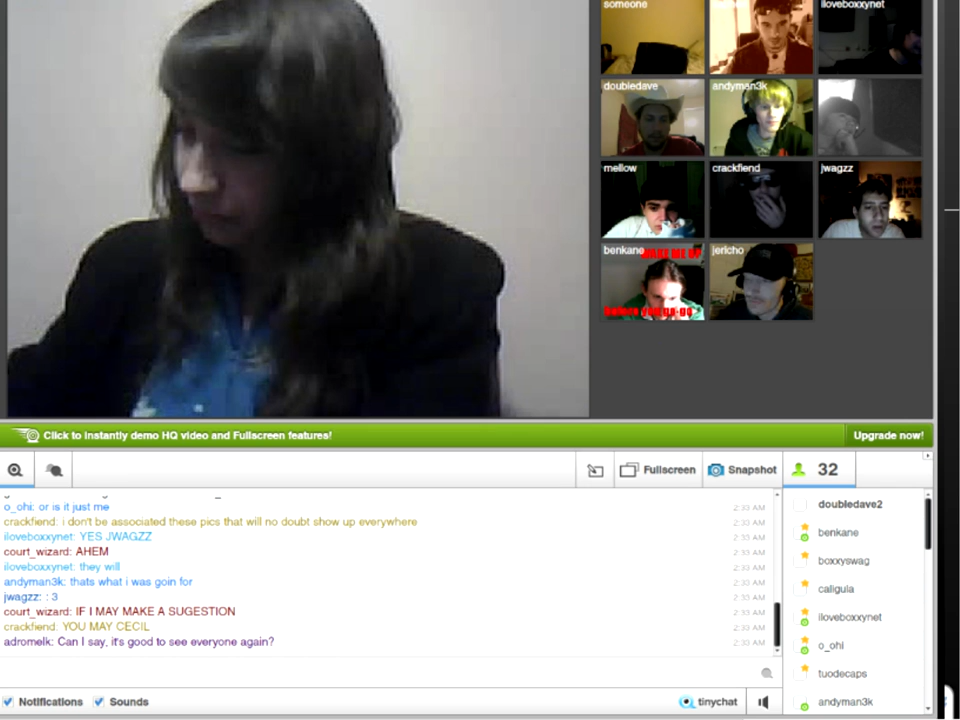 someone
iloveboxxynet
doubledave
andyman3k
mellow
crackfiend
jwagzz
benkane
WAKE ME UP
jericho
Click to instantly demo HQ video and Fullscreen features!
Upgrade now!
Fullscreen
Snapshot
32
o_ohi: or is it just me
2:33 AM
crackfiend: i don't be associated these pics that will no doubt show up everywhere
2:33 AM
iloveboxxynet: YES JWAGZZ
2:33 AM
court_wizard: AHEM
2:33 AM
iloveboxxynet: they will
2:33 AM
andyman3k: thats what i was goin for
2:33 AM
jwagzz: : 3
2:33 AM
court_wizard: IF I MAY MAKE A SUGESTION
2:33 AM
crackfiend: YOU MAY CECIL
2:33 AM
adromelk: Can I say, it's good to see everyone again?
2:33 AM
doubledave2
benkane
boxxyswag
caligula
iloveboxxynet
o_ohi
tuodecaps
andyman3k
Notifications
Sounds
tinychat